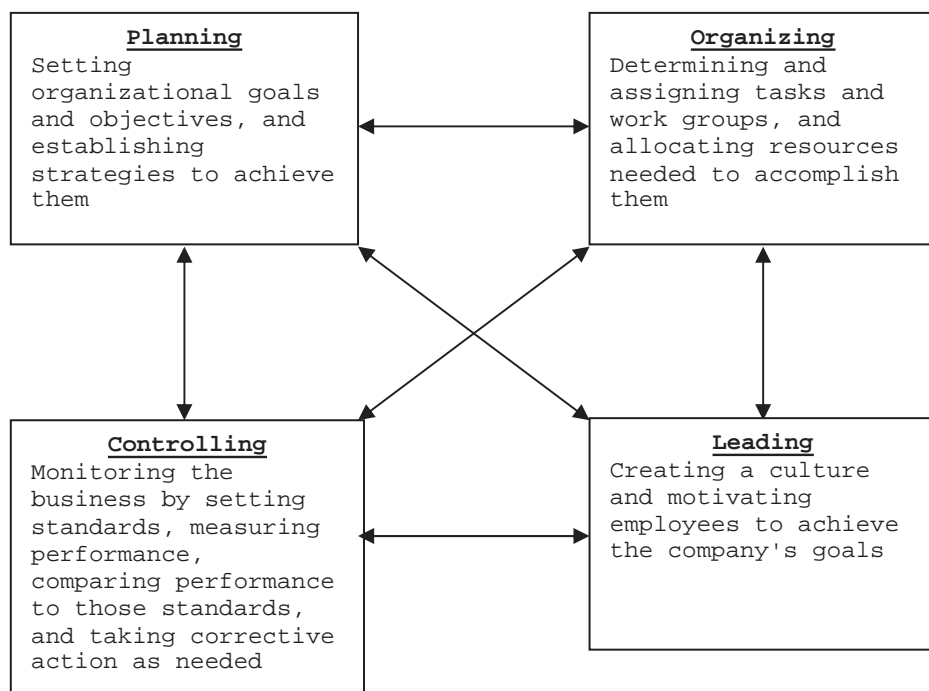 Planning
Setting
organizational goals
and objectives, and
establishing
strategies to achieve
them
Organizing
Determining and
assigning tasks and
work groups, and
allocating resources
needed to accomplish
them
Controlling
Monitoring the
business by setting
standards, measuring
performance,
comparing performance
to those standards,
and taking corrective
action as needed
Leading
Creating a culture
and motivating
employees to achieve
the company's goals